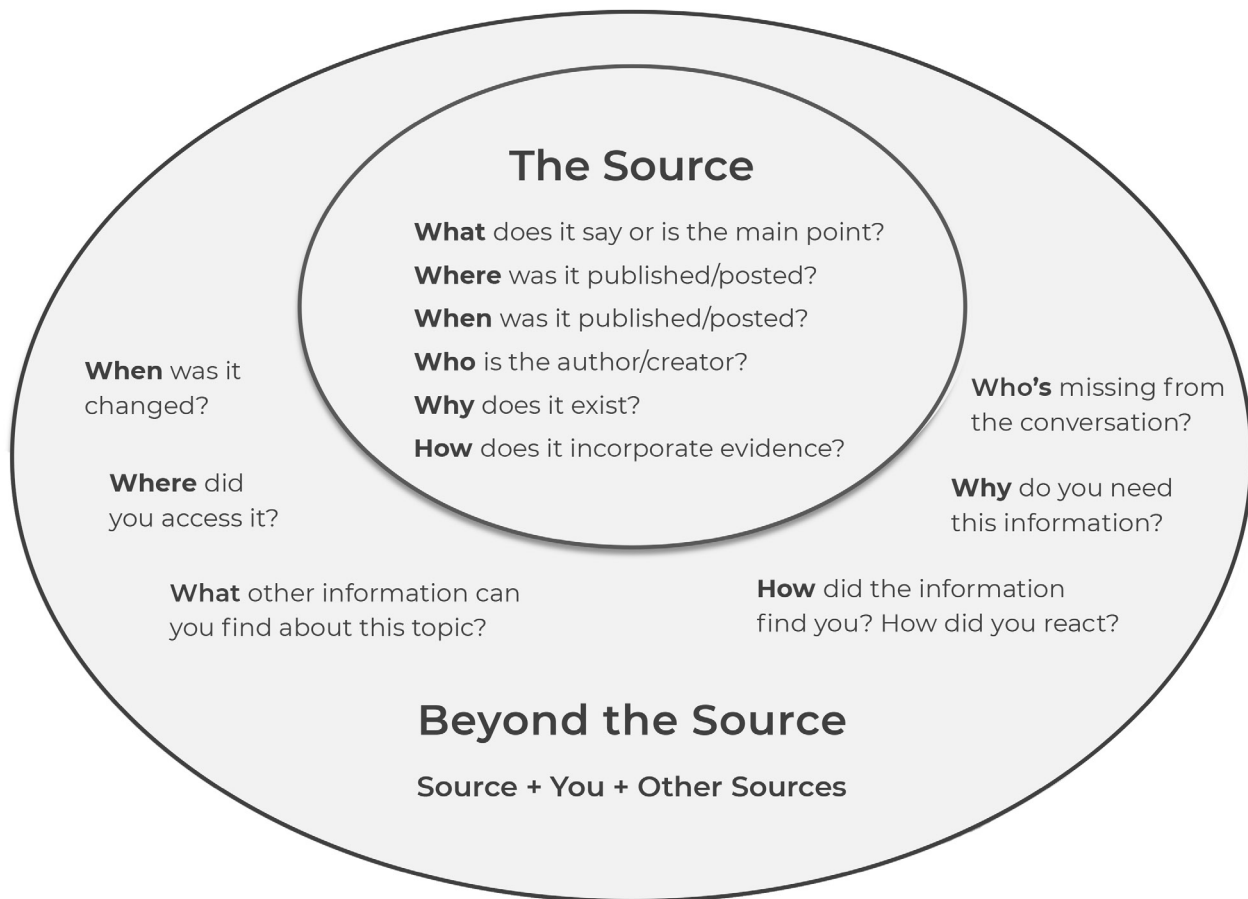 The Source
What does it say or is the main point?
Where was it published/posted?
When was it published/posted?
Who is the author/creator?
Why does it exist?
How does it incorporate evidence?
When was it
changed?
Where did
you access it?
What other information can
you find about this topic?
Who’s missing from
the conversation?
Why do you need
this information?
How did the information
find you? How did you react?
Beyond the Source
Source + You + Other Sources